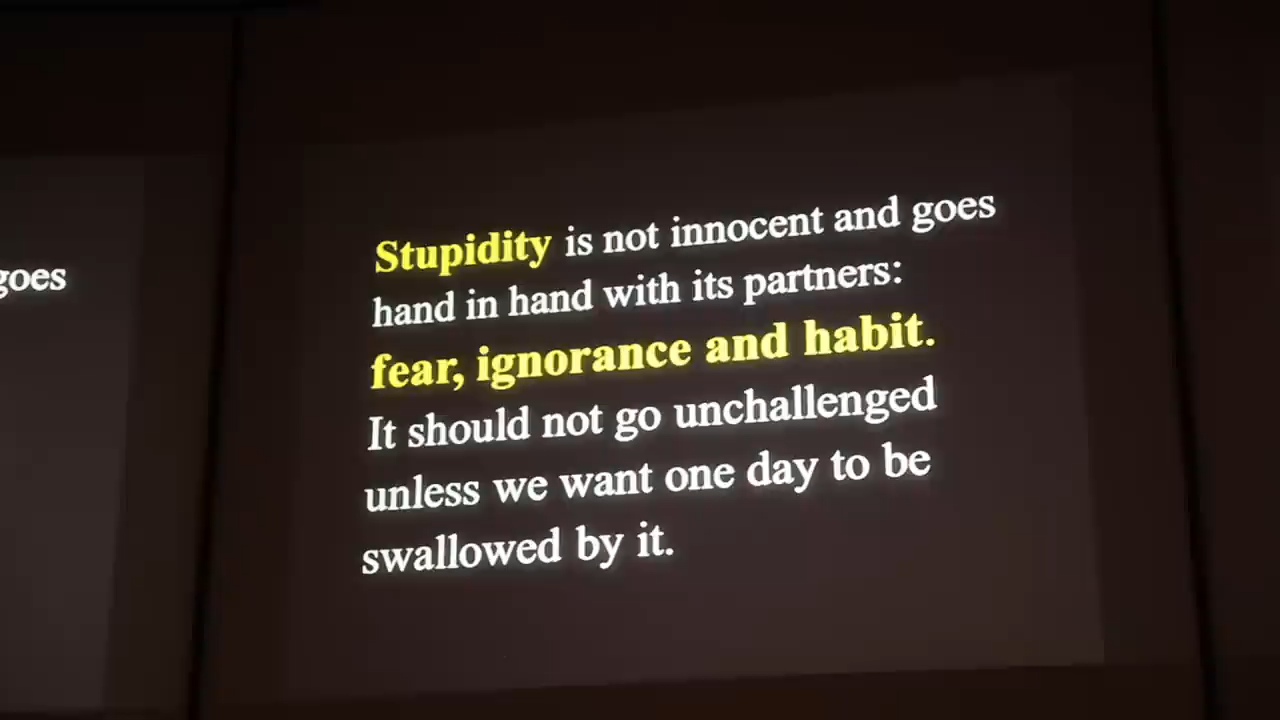 goes
Stupidity is not innocent and goes
hand in hand with its partners:
fear, ignorance and habit.
It should not go unchallenged
unless we want one day to be
swallowed by it.